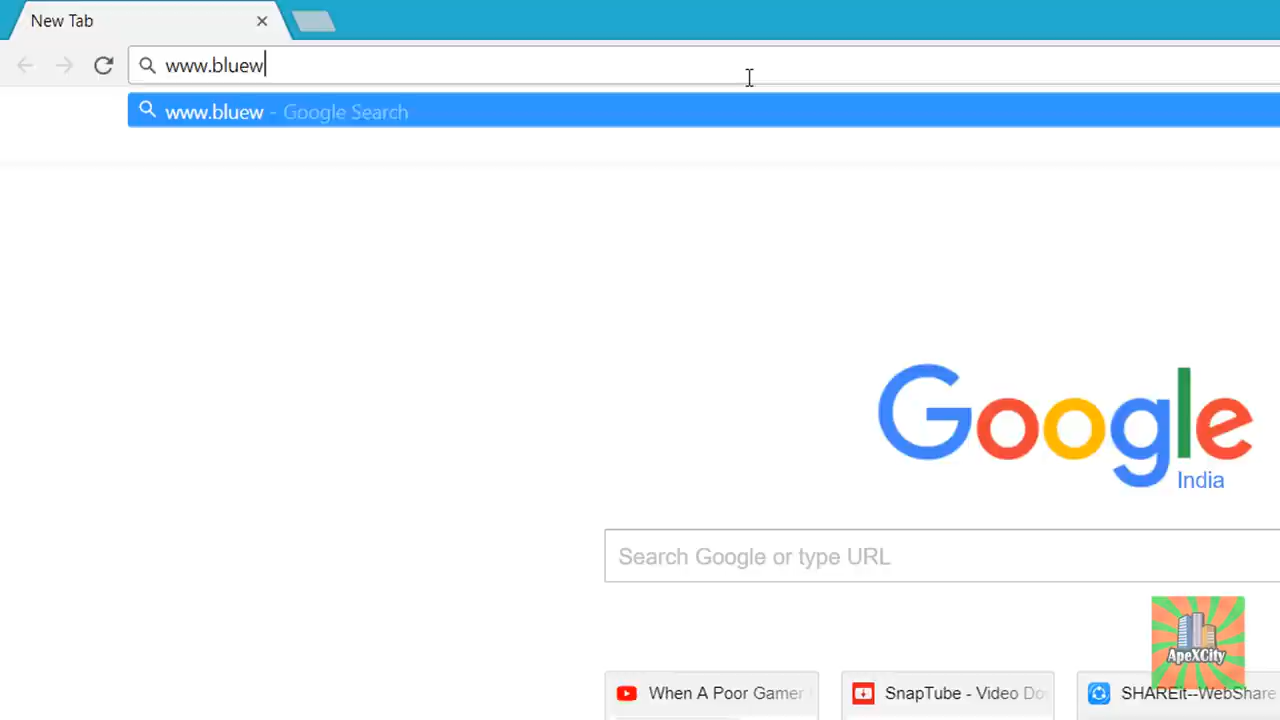 New Tab
www.bluew
www.bluew - Google Search
Google
India
Search Google or type URL
ApeXCity
When A Poor Gamer
SnapTube - Video Do
SHAREit--WebShare